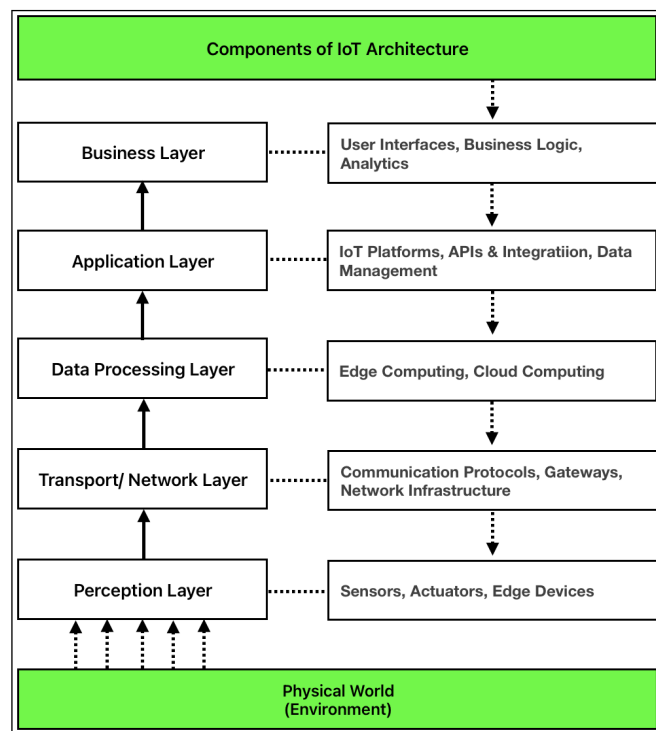 Components of IoT Architecture
Business Layer
User Interfaces, Business Logic,
Analytics
Application Layer
IoT Platforms, APIs & Integratiion, Data
Management
Data Processing Layer
Edge Computing, Cloud Computing
Transport/ Network Layer
Communication Protocols, Gateways,
Network Infrastructure
Perception Layer
Sensors, Actuators, Edge Devices
Physical World
(Environment)